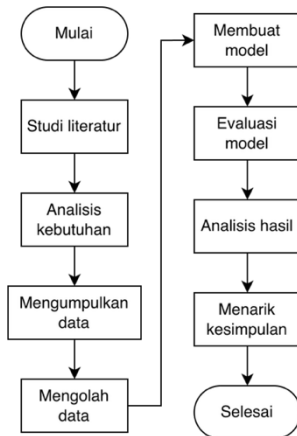 Mulai
Studi literatur
Analisis
kebutuhan
Mengumpulkan
data
Mengolah
data
Membuat
model
Evaluasi
model
Analisis hasil
Menarik
kesimpulan
Selesai